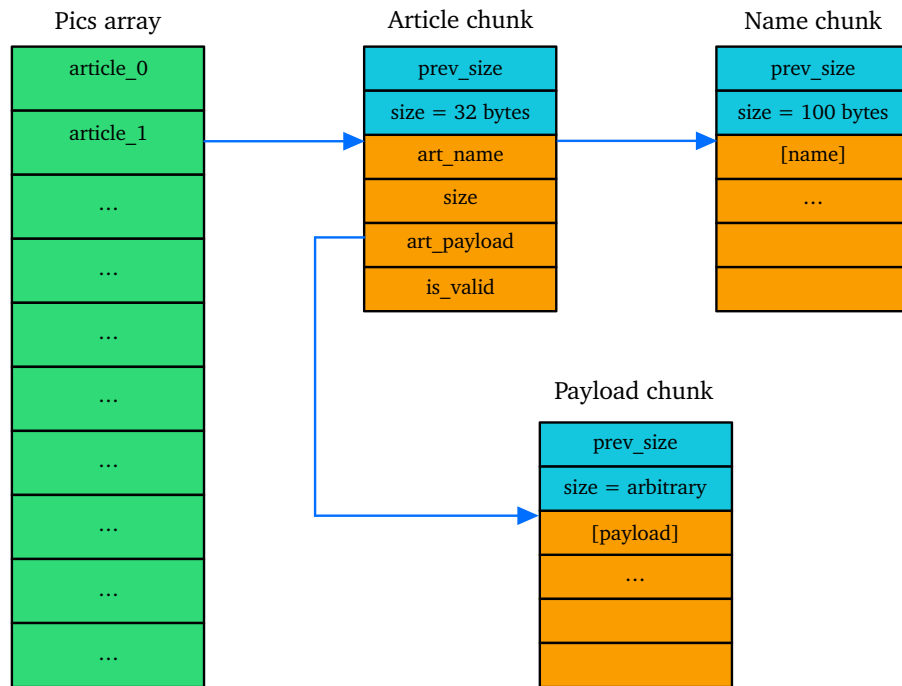 Pics array
article_0
article_1
...
...
...
...
...
...
...
...
Article chunk
prev_size
size = 32 bytes
art_name
size
art_payload
is_valid
Name chunk
prev_size
size = 100 bytes
[name]
...
Payload chunk
prev_size
size = arbitrary
[payload]
...